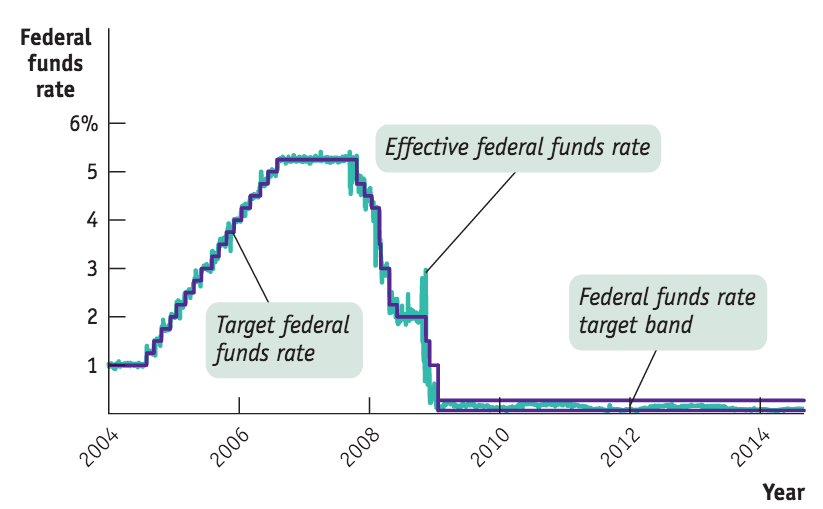 Federal
funds
rate
6%
5
4
3
2
1
Effective federal funds rate
Target federal
funds rate
Federal funds rate
target band
2004
2006
2008
2010
2012
2014
Year